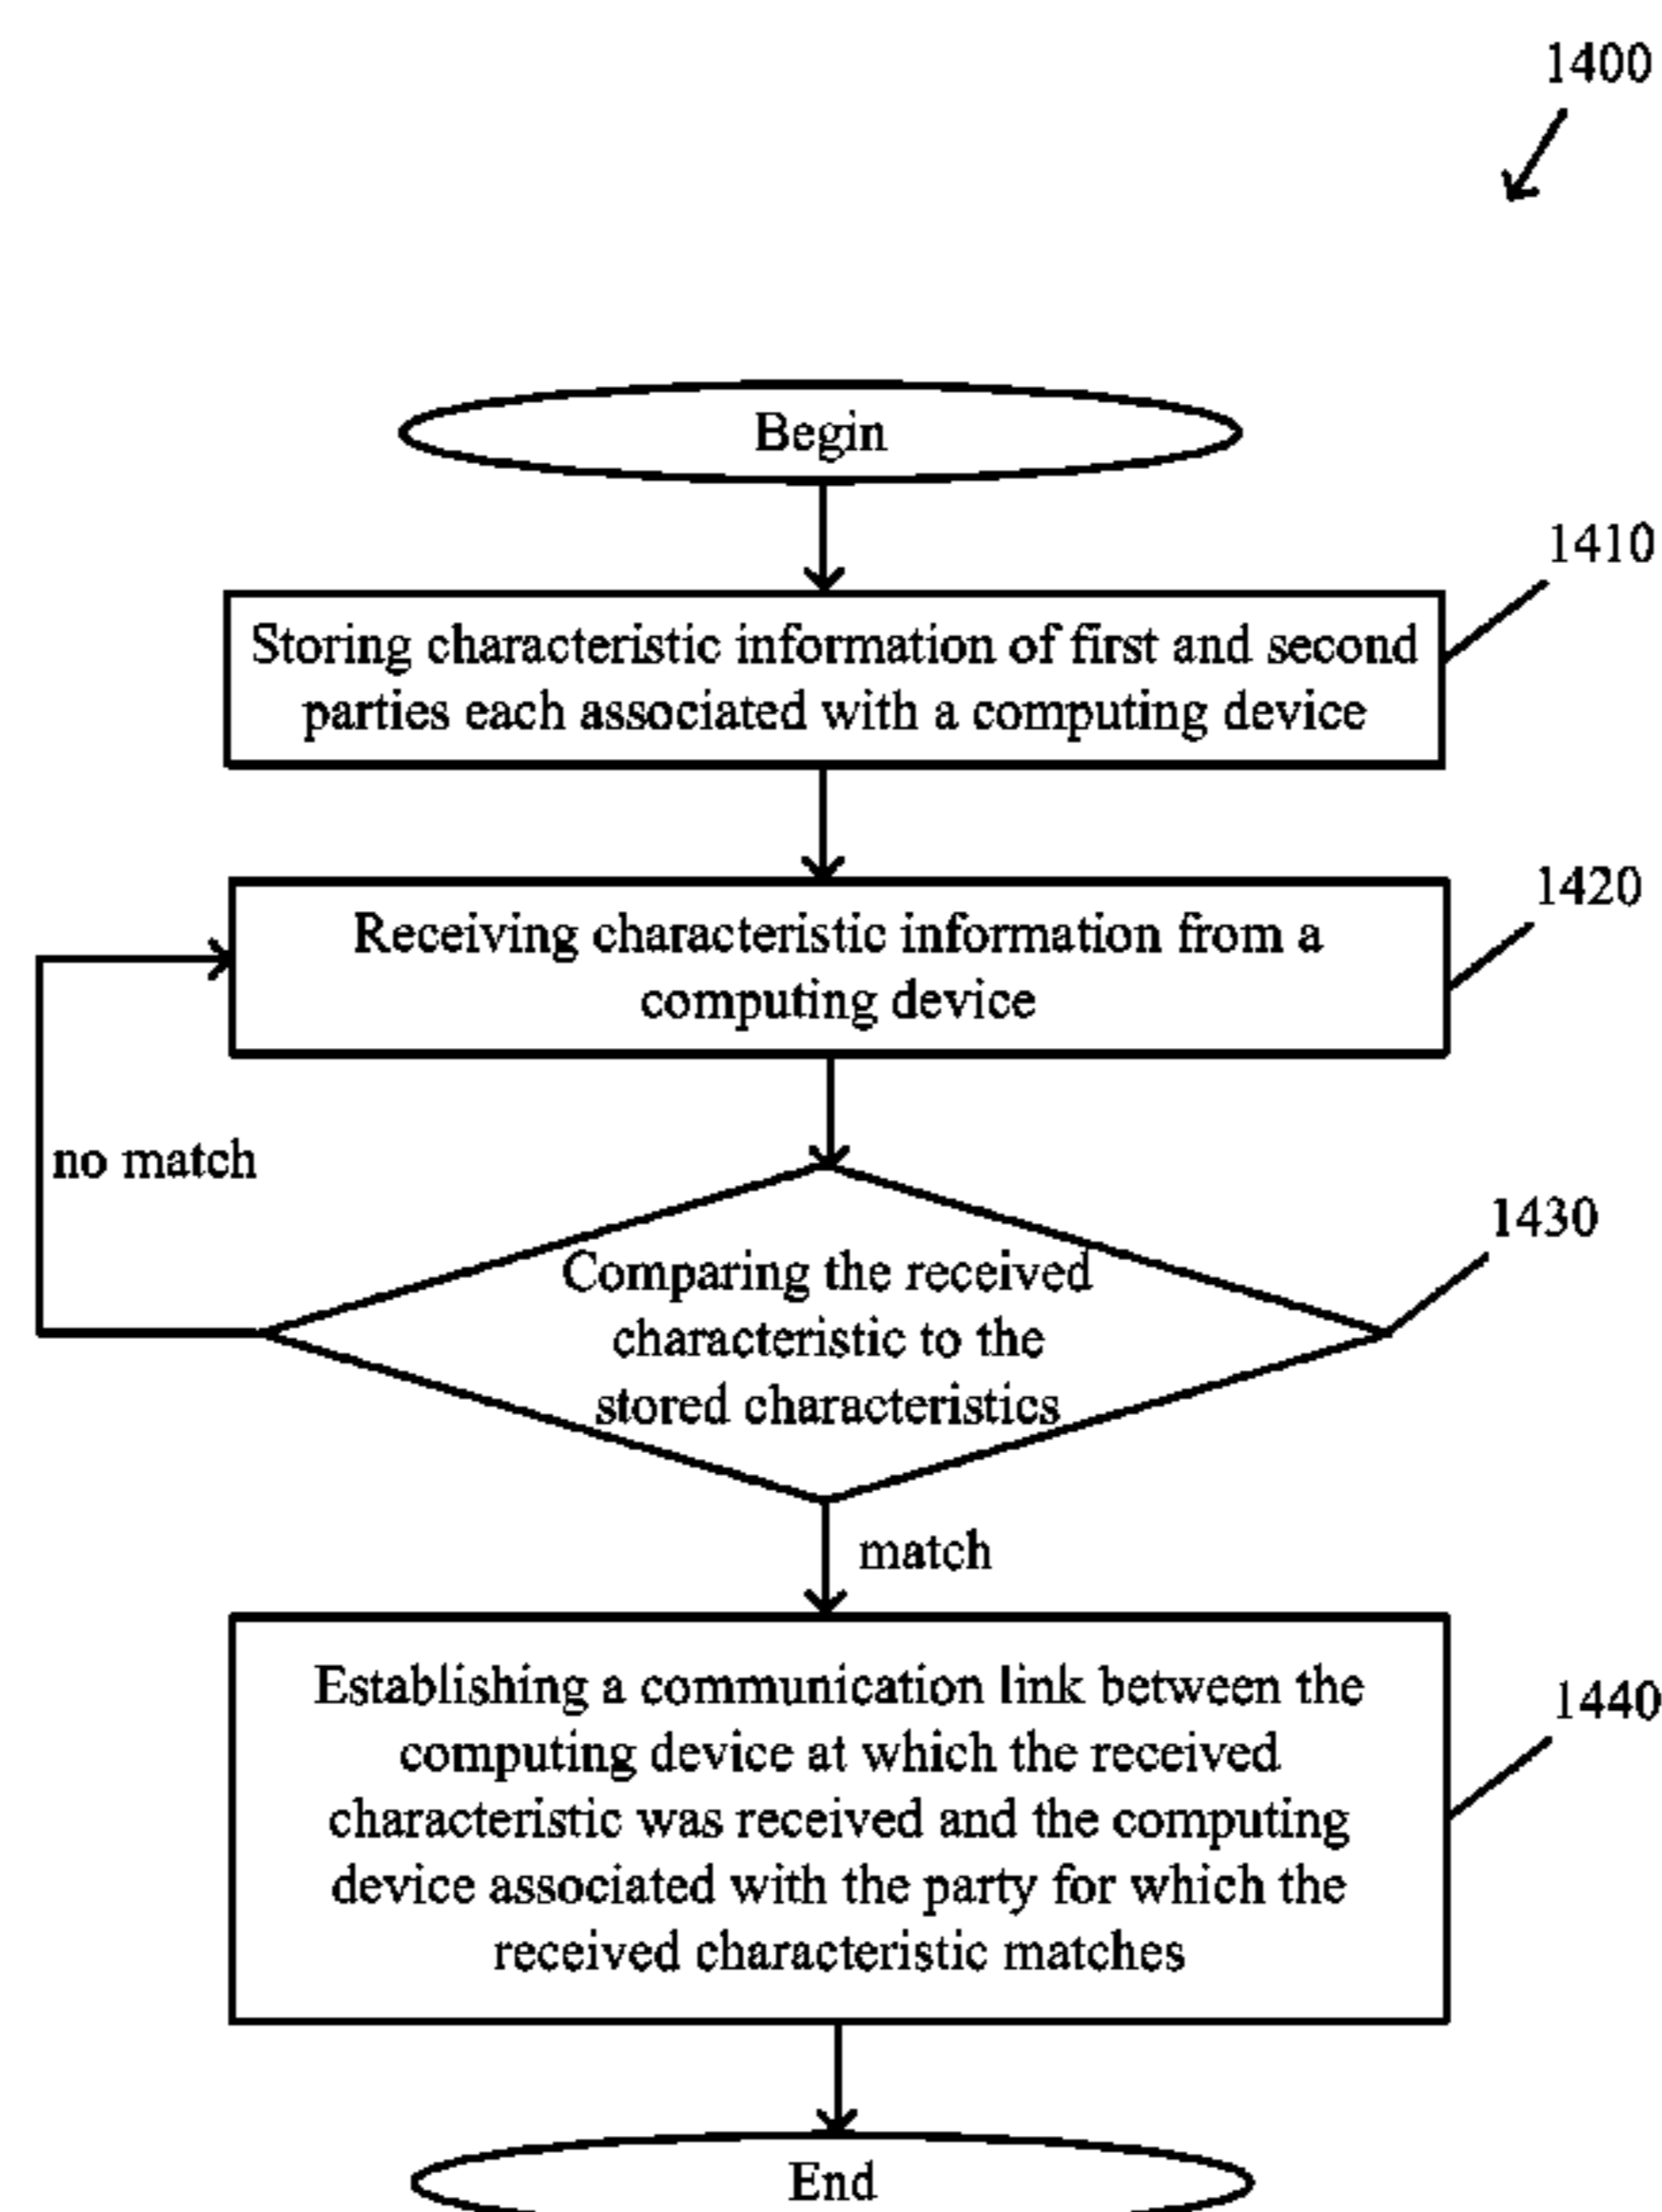 1400
Begin
1410
Storing characteristic information of first and second
parties each associated with a computing device
1420
Receiving characteristic information from a
computing device
no match
1430
Comparing the received
characteristic to the
stored characteristics
match
1440
Establishing a communication link between the
computing device at which the received
characteristic was received and the computing
device associated with the party for which the
received characteristic matches
End